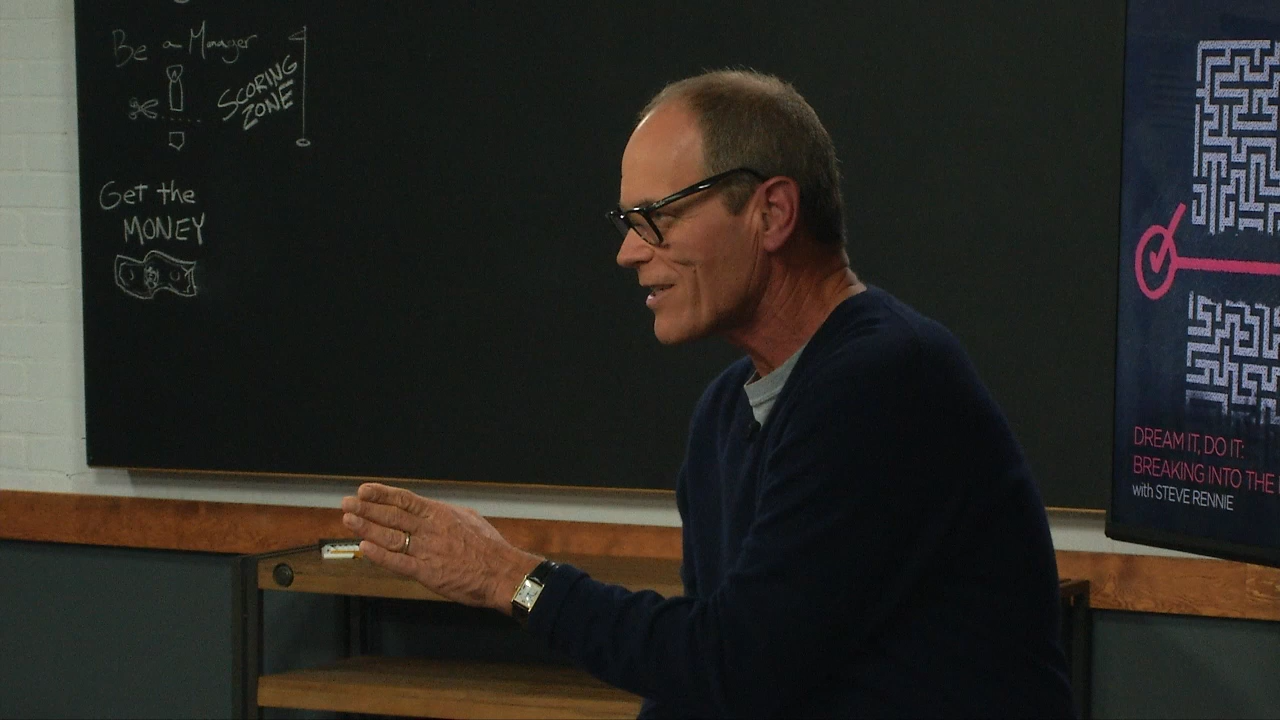 Be a Manager
SCORING
ZONE
Get the
MONEY
DREAM IT, DO IT:
BREAKING INTO THE
with STEVE RENNIE